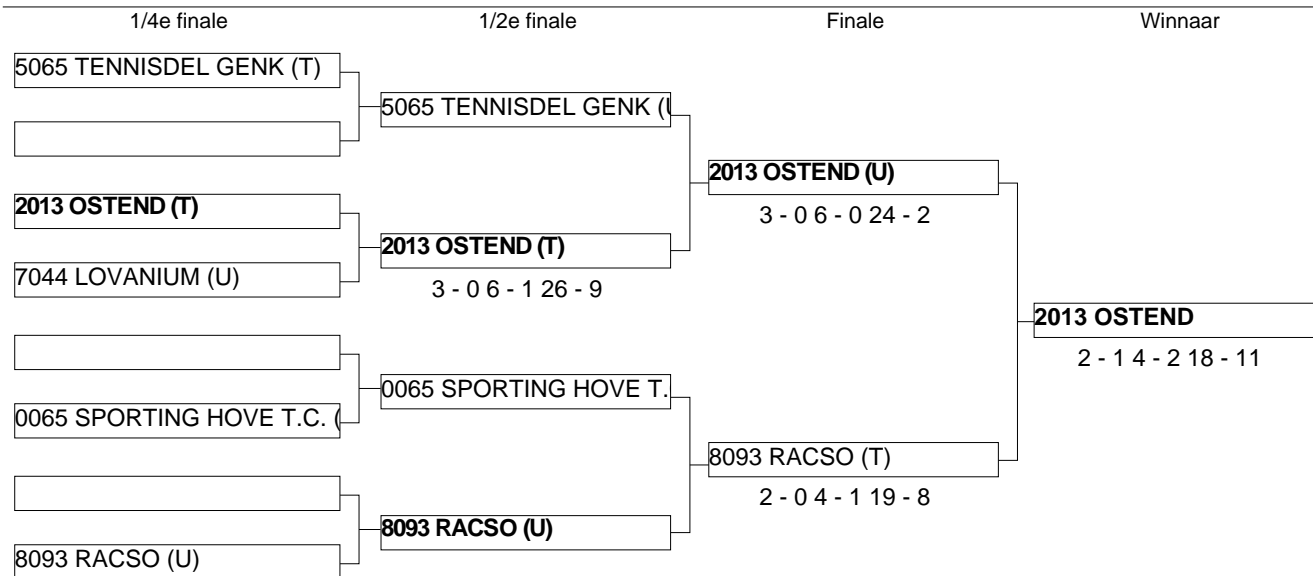 1/4e finale 1/2e finale Finale Winnaar
5065 TENNISDEL GENK (T)
5065 TENNISDEL GENK (
2013 OSTEND (U)
3 - 0 6 - 0 24 - 2
2013 OSTEND (T)
2013 OSTEND (T)
3 - 0 6 - 1 26 - 9
7044 LOVANIUM (U)
2013 OSTEND
2 - 1 4 - 2 18 - 11
0065 SPORTING HOVE T.
0065 SPORTING HOVE T.C. (
8093 RACSO (T)
2 - 0 4 - 1 19 - 8
8093 RACSO (U)
8093 RACSO (U)